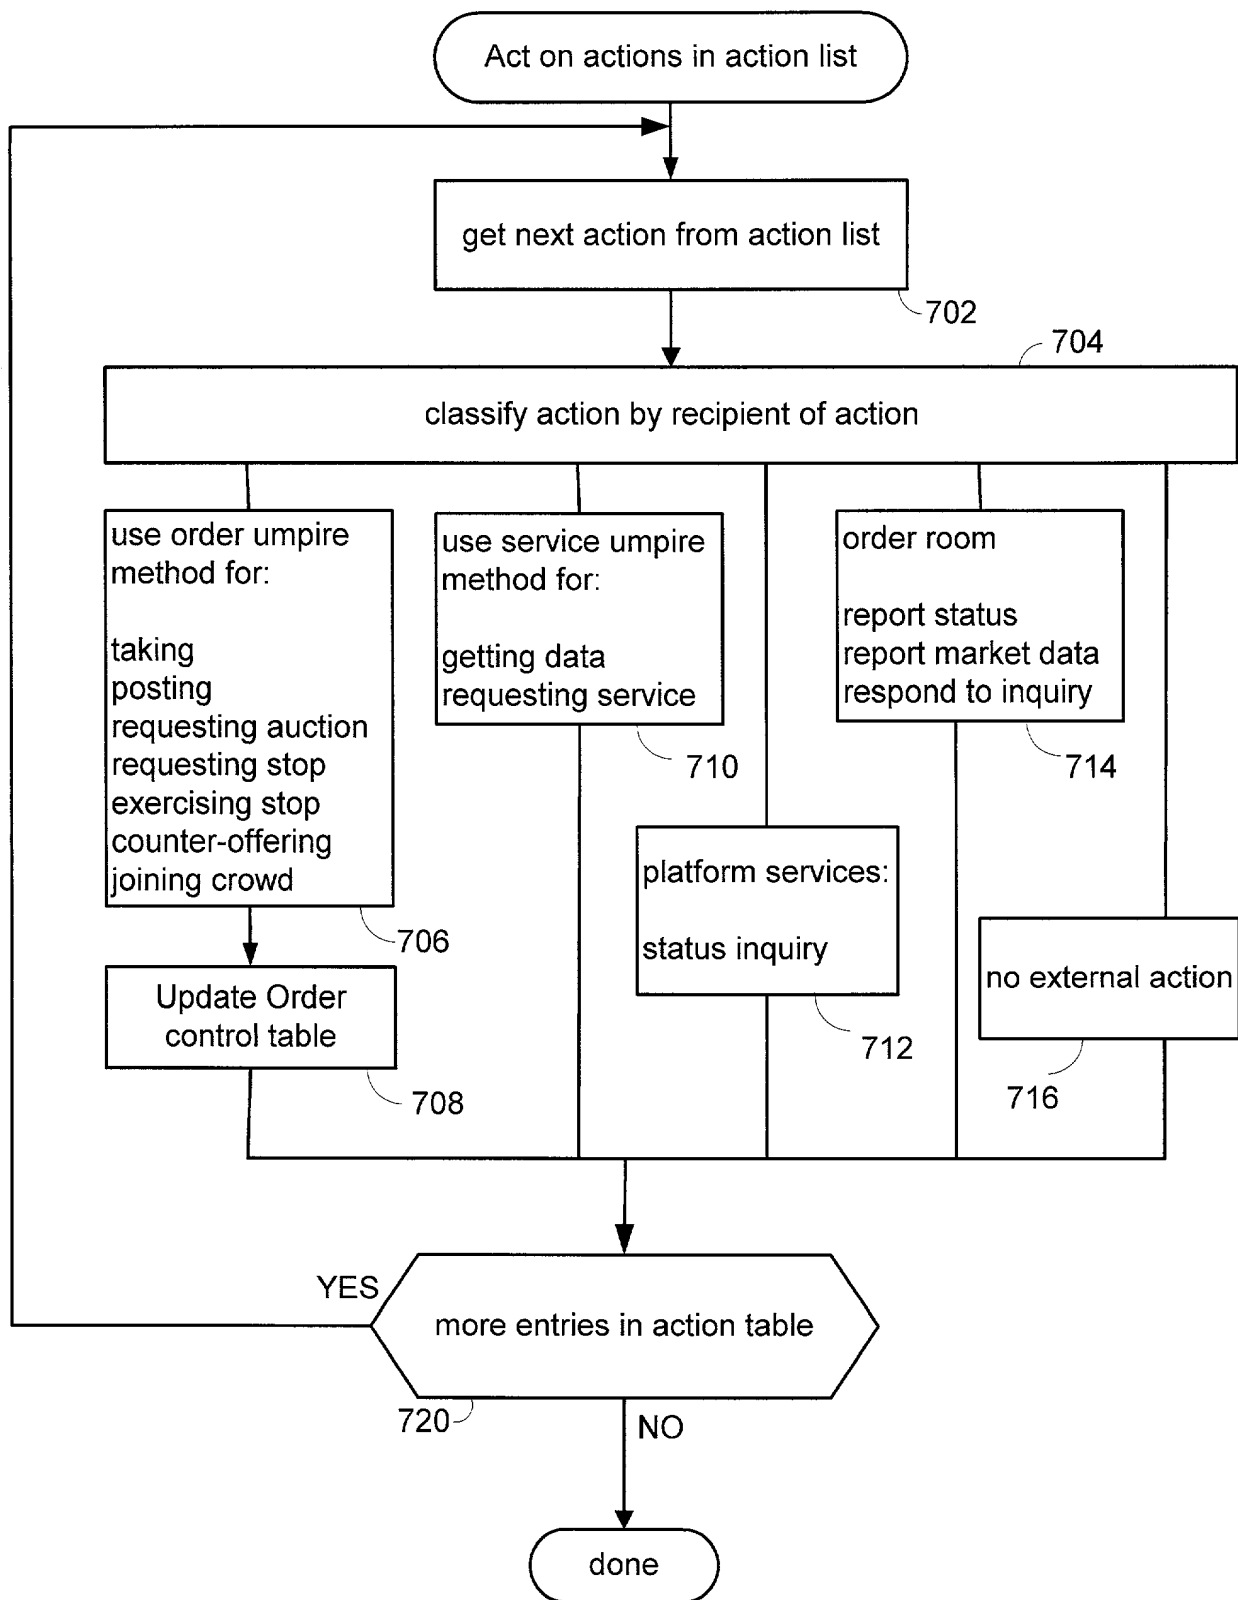 Act on actions in action list
get next action from action list
702
704
classify action by recipient of action
use order umpire
method for:
taking
posting
requesting auction
requesting stop
exercising stop
counter-offering
joining crowd
706
Update Order
control table
708
use service umpire
method for:
getting data
requesting service
710
platform services:
status inquiry
712
order room
report status
report market data
respond to inquiry
714
no external action
716
YES
more entries in action table
720
NO
done